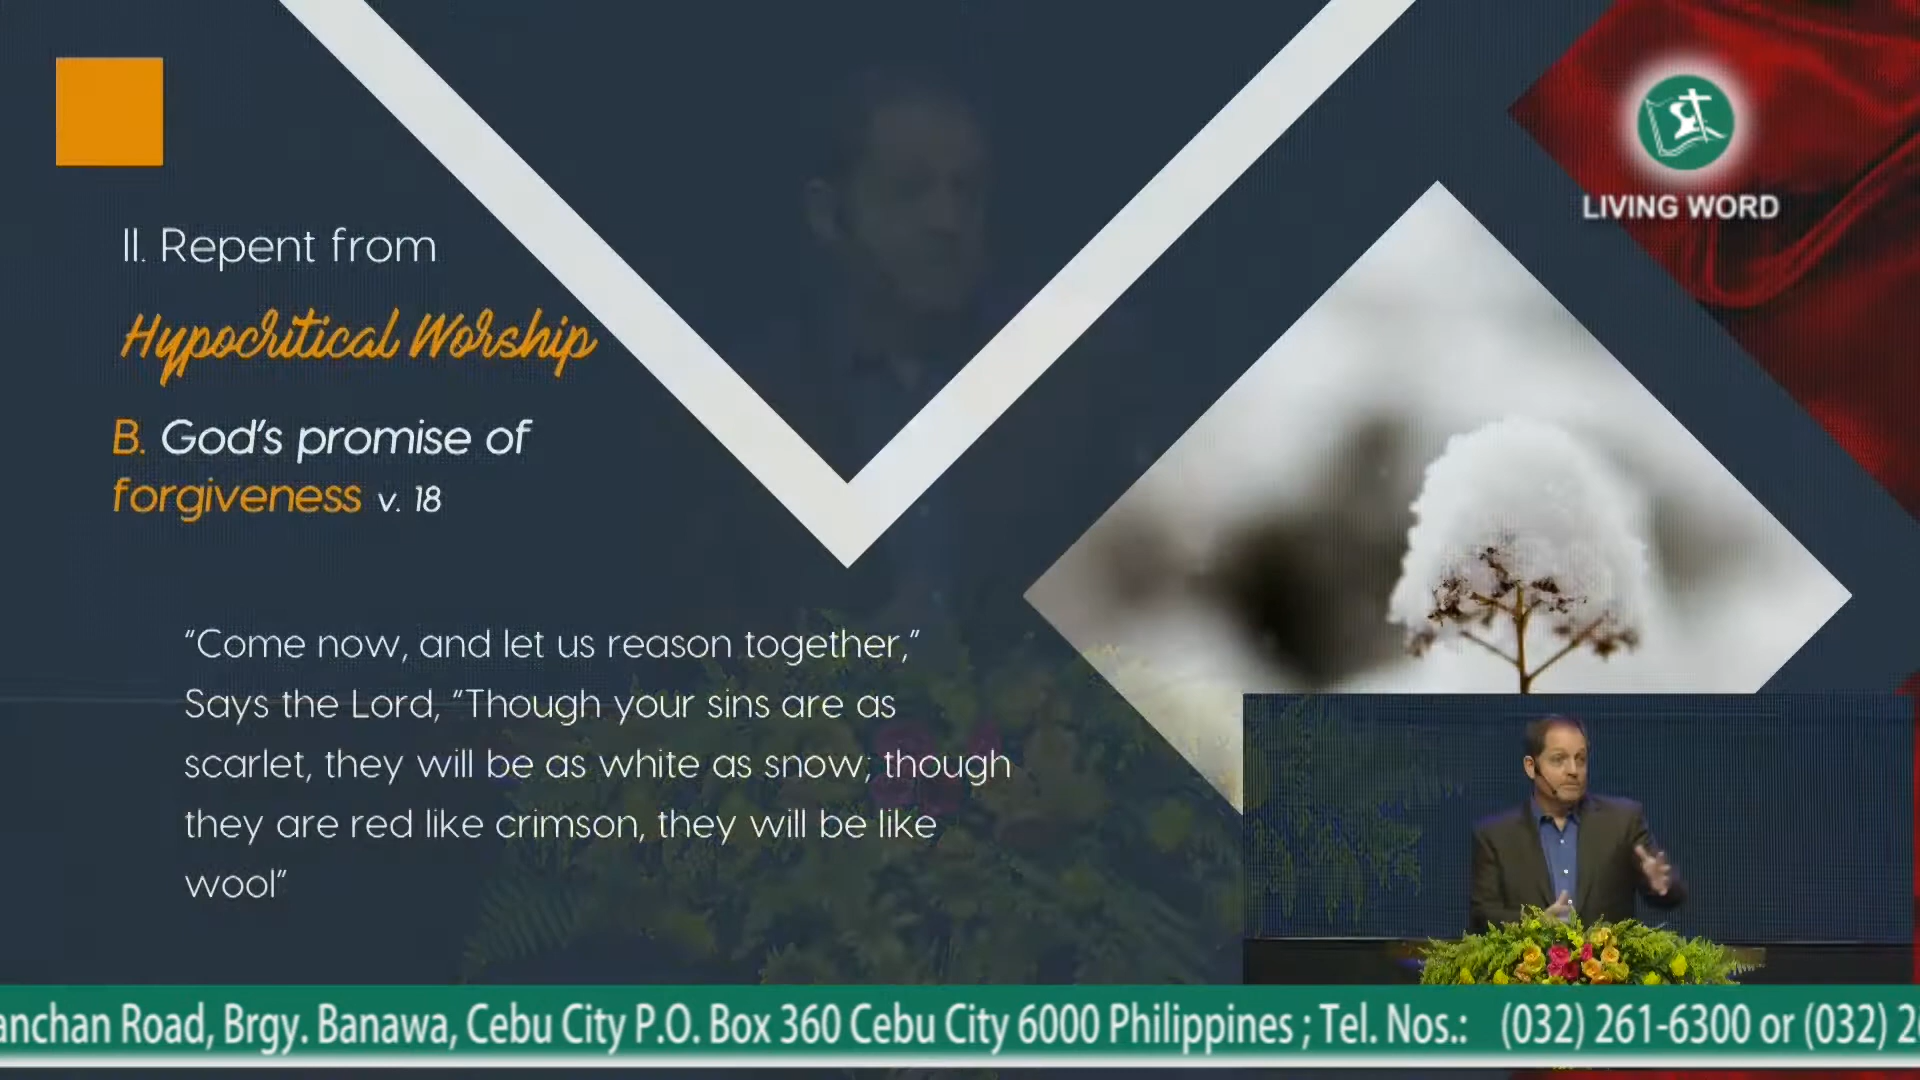 LIVING WORD
II. Repent from
Hypocritical Worship
B. God's promise of
forgiveness v. 18
"Come now, and let us reason together,"
Says the Lord, "Though your sins are as
scarlet, they will be as white as snow; though
they are red like crimson, they will be like
wool"
Road, Brgy. Banawa, Cebu City P.O. Box 360 Cebu City 6000 Philippines ; Tel. Nos.: (032) 261-6300 or (032)